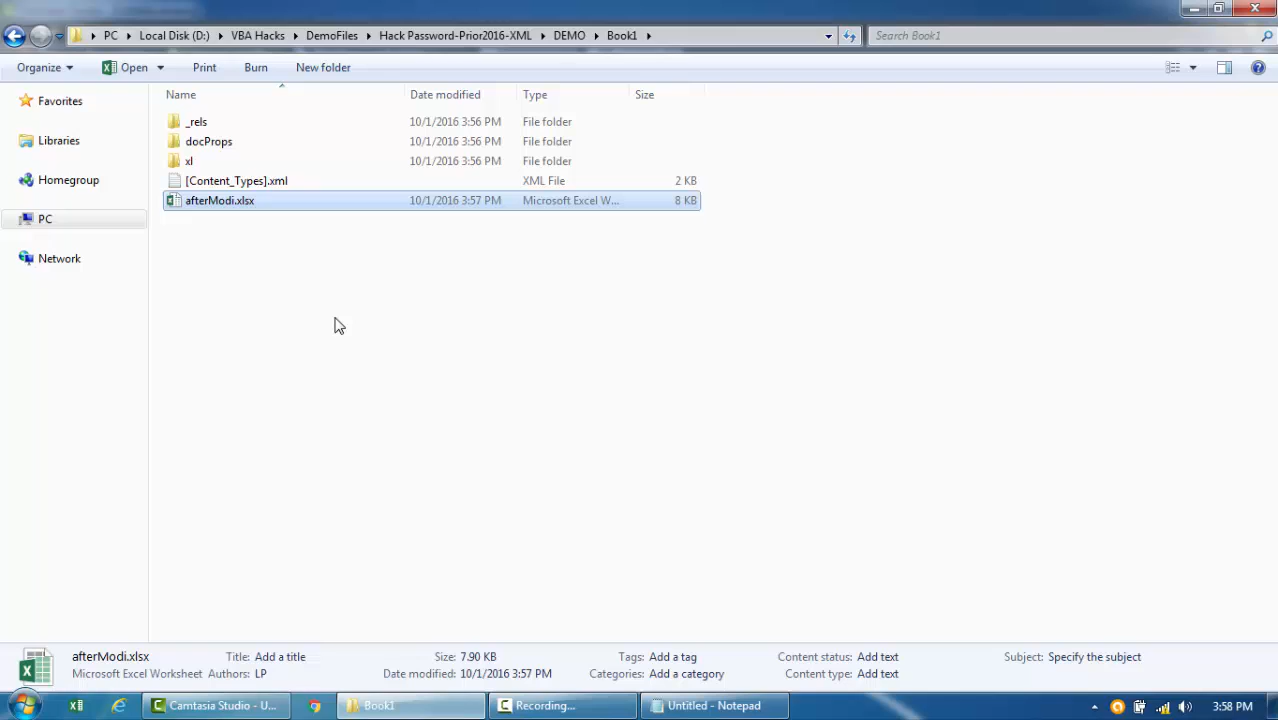 PC Local Disk (D:) VBA Hacks DemoFiles Hack Password-Prior2016-XML DEMO Book1 Search Book1
Organize Open Print Burn New folder
Name Date modified Type Size
Favorites
Libraries
Homegroup
PC
Network
_rels 10/1/2016 3:56 PM File folder
docProps 10/1/2016 3:56 PM File folder
xl 10/1/2016 3:56 PM File folder
[Content_Types].xml XML File 2 KB
afterModi.xlsx 10/1/2016 3:57 PM Microsoft Excel W... 8 KB
afterModi.xlsx Title: Add a title Size: 7.90 KB Tags: Add a tag Content status: Add text Subject: Specify the subject
Microsoft Excel Worksheet Authors: LP Date modified: 10/1/2016 3:57 PM Categories: Add a category Content type: Add text
Camtasia Studio - U... Book1 Recording... Untitled - Notepad 3:58 PM